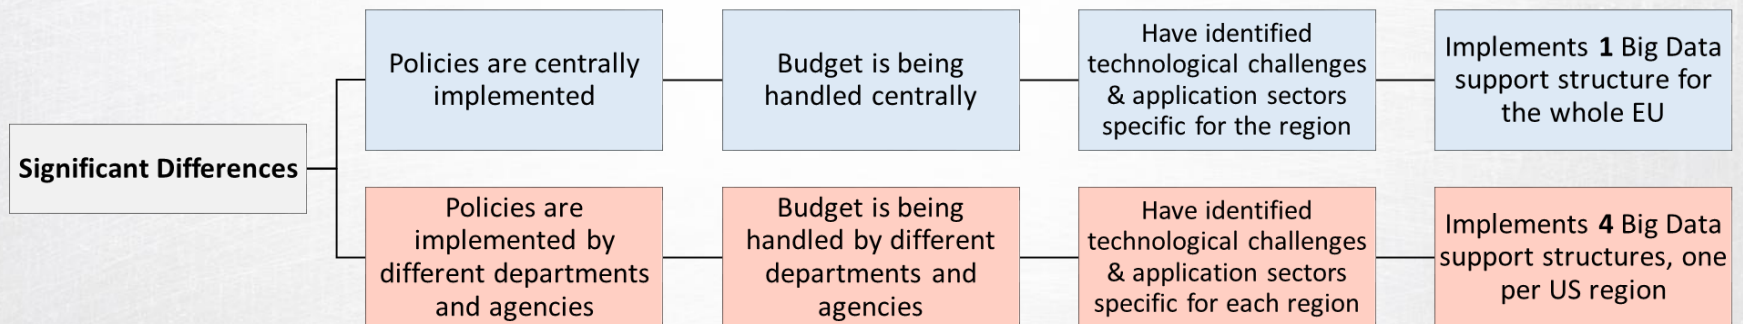 Significant Differences
Policies are centrally
implemented
Budget is being
handled centrally
Have identified
technological challenges
& application sectors
specific for the region
Implements 1 Big Data
support structure for
the whole EU
Policies are
implemented by
different departments
and agencies
Budget is being
handled by different
departments and
agencies
Have identified
technological challenges
& application sectors
specific for each region
Implements 4 Big Data
support structures, one
per US region